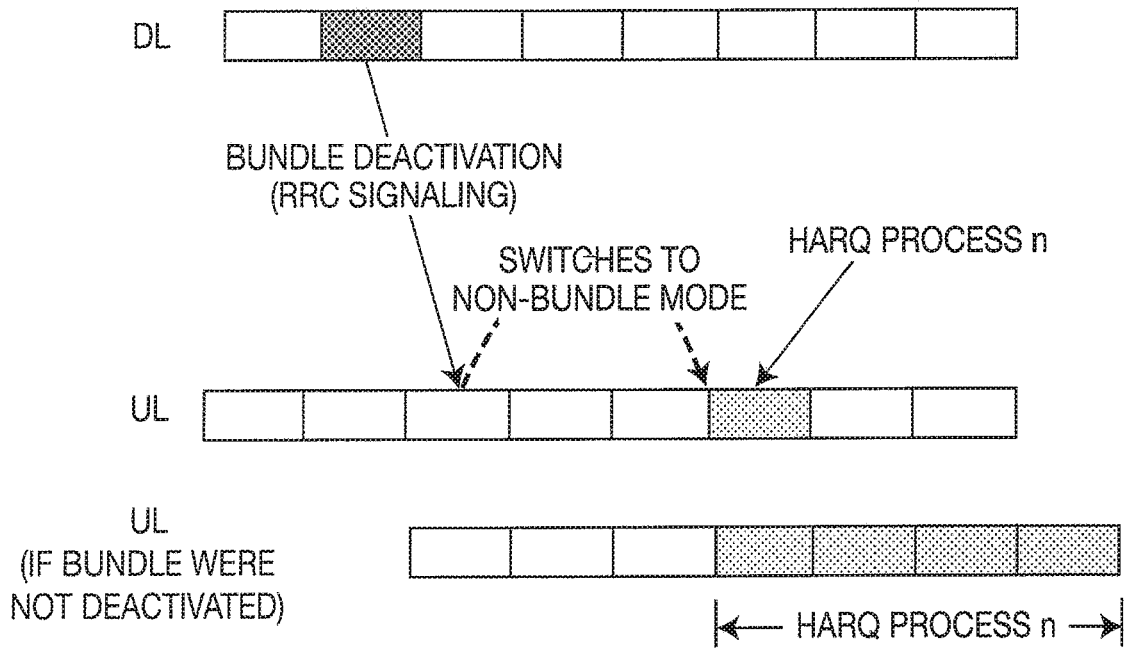 DL
BUNDLE DEACTIVATION
(RRC SIGNALING)
SWITCHES TO
NON-BUNDLE MODE
HARQ PROCESS n
UL
UL
(IF BUNDLE WERE
NOT DEACTIVATED)
HARQ PROCESS n